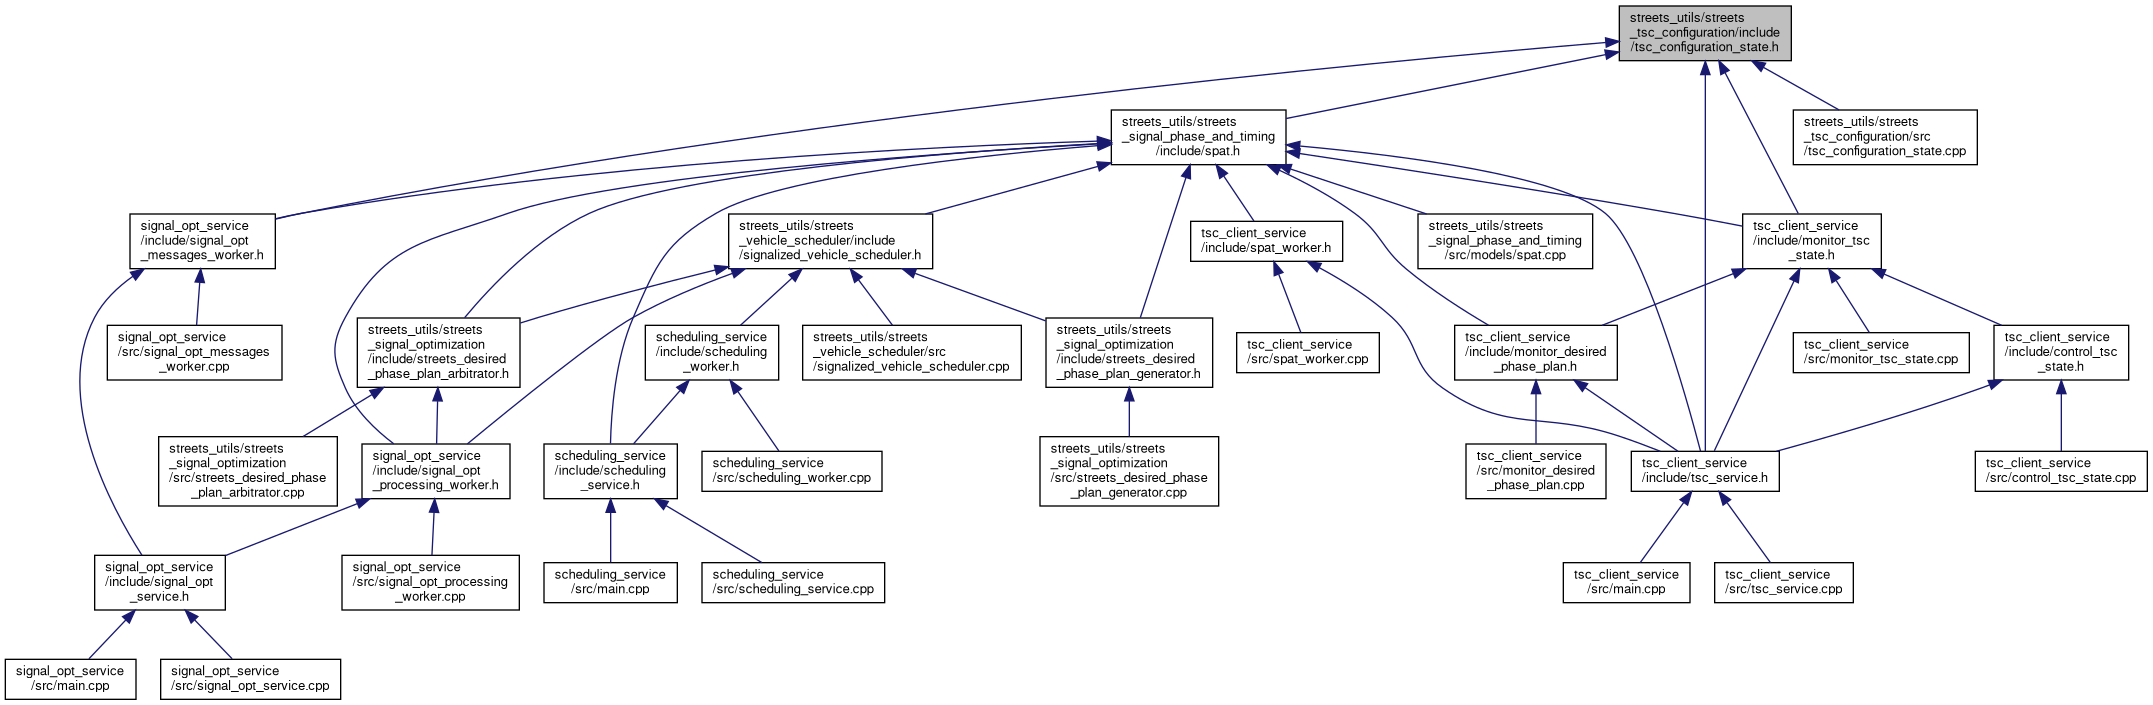 streets_utils/streets
_tsc_configuration/include
/tsc_configuration_state.h
streets_utils/streets
_signal_phase_and_timing
/include/spat.h
streets_utils/streets
_tsc_configuration/src
/tsc_configuration_state.cpp
signal_opt_service
/include/signal_opt
_messages_worker.h
streets_utils/streets
_vehicle_scheduler/include
/signalized_vehicle_scheduler.h
tsc_client_service
/include/spat_worker.h
streets_utils/streets
_signal_phase_and_timing
/src/models/spat.cpp
tsc_client_service
/include/monitor_tsc
_state.h
signal_opt_service
/src/signal_opt_messages
_worker.cpp
streets_utils/streets
_signal_optimization
/include/streets_desired
_phase_plan_arbitrator.h
scheduling_service
/include/scheduling
_worker.h
streets_utils/streets
_vehicle_scheduler/src
/signalized_vehicle_scheduler.cpp
streets_utils/streets
_signal_optimization
/include/streets_desired
_phase_plan_generator.h
tsc_client_service
/src/spat_worker.cpp
tsc_client_service
/include/monitor_desired
_phase_plan.h
tsc_client_service
/src/monitor_tsc_state.cpp
tsc_client_service
/include/control_tsc
_state.h
streets_utils/streets
_signal_optimization
/src/streets_desired_phase
_plan_arbitrator.cpp
signal_opt_service
/include/signal_opt
_processing_worker.h
scheduling_service
/include/scheduling
_service.h
scheduling_service
/src/scheduling_worker.cpp
streets_utils/streets
_signal_optimization
/src/streets_desired_phase
_plan_generator.cpp
tsc_client_service
/src/monitor_desired
_phase_plan.cpp
tsc_client_service
/include/tsc_service.h
tsc_client_service
/src/control_tsc_state.cpp
signal_opt_service
/include/signal_opt
_service.h
signal_opt_service
/src/signal_opt_processing
_worker.cpp
scheduling_service
/src/main.cpp
scheduling_service
/src/scheduling_service.cpp
tsc_client_service
/src/main.cpp
tsc_client_service
/src/tsc_service.cpp
signal_opt_service
/src/main.cpp
signal_opt_service
/src/signal_opt_service.cpp